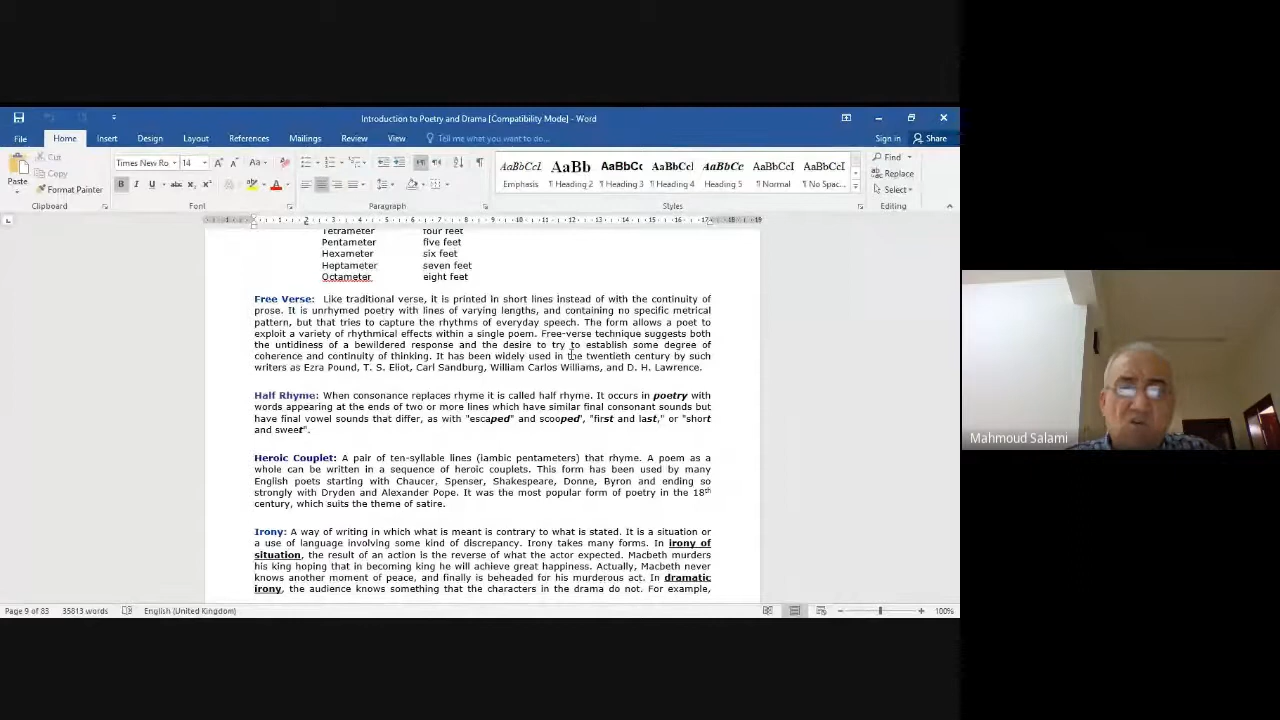 Introduction to Poetry and Drama [Compatibility Mode] - Word
File Home Insert Design Layout References Mailings Review View Tell me what you want to do... Sign in Share
Cut
Copy
Paste Format Painter
Times New Ro 14
Clipboard Font Paragraph Styles Editing
AaBbCcI AaBb AaBbCc AaBbCcI AaBbCc AaBbCcI AaBbCcI
Emphasis ¶ Heading 2 ¶ Heading 3 ¶ Heading 4 Heading 5 ¶ Normal ¶ No Spac...
Find
Replace
Select
Tetrameter four feet
Pentameter five feet
Hexameter six feet
Heptameter seven feet
Octameter eight feet
Free Verse: Like traditional verse, it is printed in short lines instead of with the continuity of
prose. It is unrhymed poetry with lines of varying lengths, and containing no specific metrical
pattern, but that tries to capture the rhythms of everyday speech. The form allows a poet to
exploit a variety of rhythmical effects within a single poem. Free-verse technique suggests both
the untidiness of a bewildered response and the desire to try to establish some degree of
coherence and continuity of thinking. It has been widely used in the twentieth century by such
writers as Ezra Pound, T. S. Eliot, Carl Sandburg, William Carlos Williams, and D. H. Lawrence.
Half Rhyme: When consonance replaces rhyme it is called half rhyme. It occurs in poetry with
words appearing at the ends of two or more lines which have similar final consonant sounds but
have final vowel sounds that differ, as with "escaped" and scooped", "first and last," or "short
and sweet".
Heroic Couplet: A pair of ten-syllable lines (iambic pentameters) that rhyme. A poem as a
whole can be written in a sequence of heroic couplets. This form has been used by many
English poets starting with Chaucer, Spenser, Shakespeare, Donne, Byron and ending so
strongly with Dryden and Alexander Pope. It was the most popular form of poetry in the 18th
century, which suits the theme of satire.
Irony: A way of writing in which what is meant is contrary to what is stated. It is a situation or
a use of language involving some kind of discrepancy. Irony takes many forms. In irony of
situation, the result of an action is the reverse of what the actor expected. Macbeth murders
his king hoping that in becoming king he will achieve great happiness. Actually, Macbeth never
knows another moment of peace, and finally is beheaded for his murderous act. In dramatic
irony, the audience knows something that the characters in the drama do not. For example,
Page 9 of 83 35813 words English (United Kingdom) 100%
Mahmoud Salami